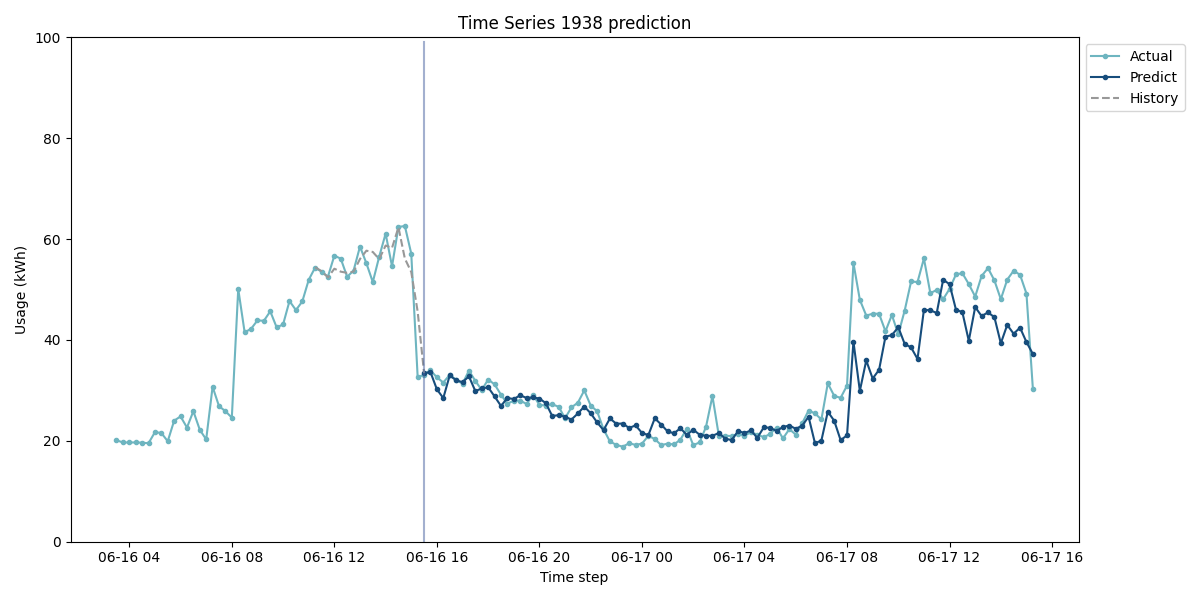 Time Series 1938 prediction
100
80
60
40
20
0
Usage (kWh)
06-16 04 06-16 08 06-16 12 06-16 16 06-16 20 06-17 00 06-17 04 06-17 08 06-17 12 06-17 16
Time step
Actual
Predict
History